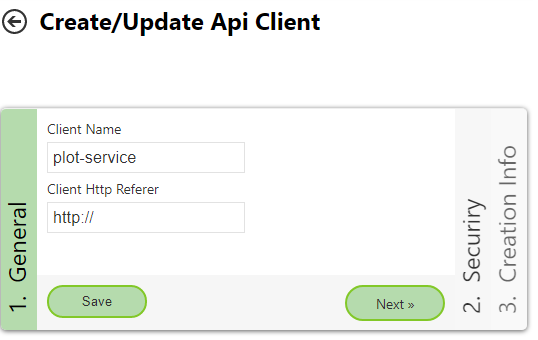 Create/Update Api Client
1. General
Client Name
plot-service
Client Http Referer
http://
Save
Next »
2. Securiry
3. Creation Info